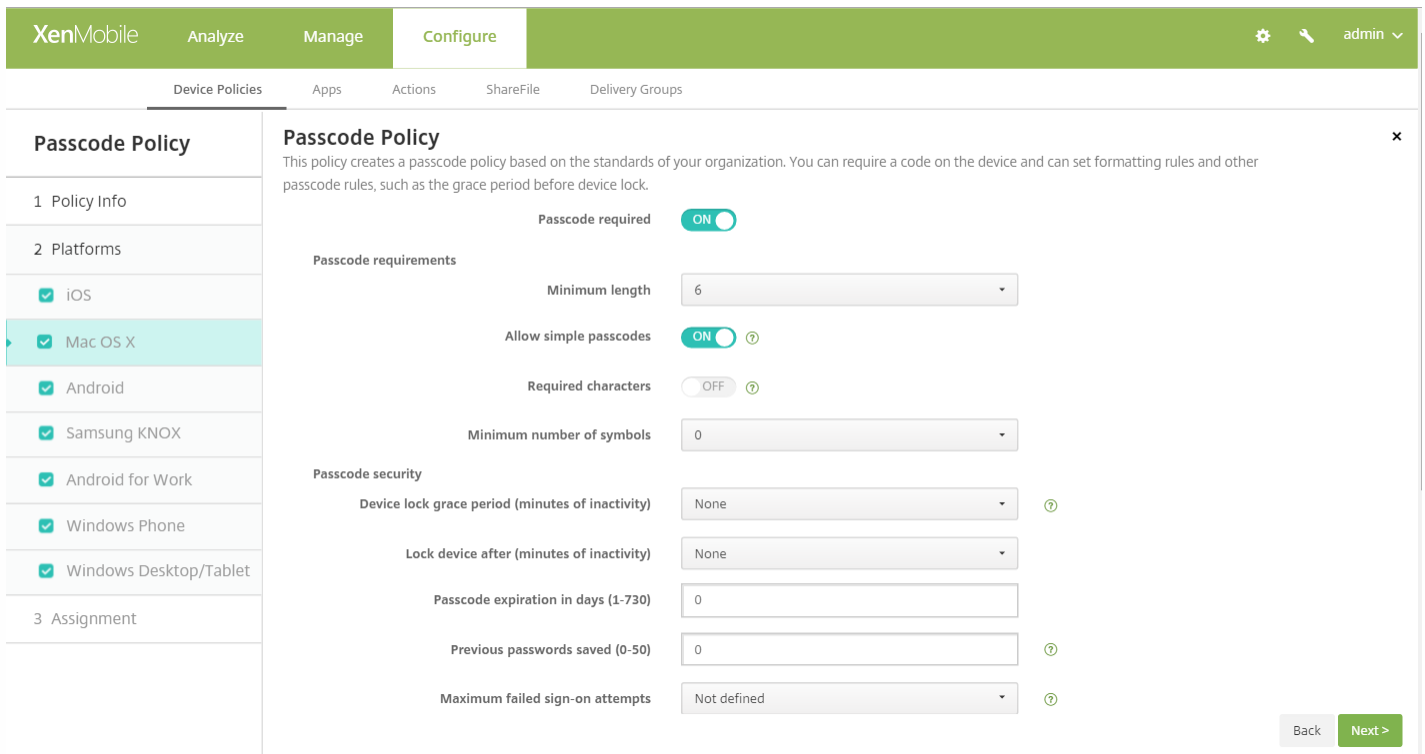 XenMobile Analyze Manage Configure admin
Device Policies Apps Actions ShareFile Delivery Groups
Passcode Policy
1 Policy Info
2 Platforms
iOS
Mac OS X
Android
Samsung KNOX
Android for Work
Windows Phone
Windows Desktop/Tablet
3 Assignment
Passcode Policy
This policy creates a passcode policy based on the standards of your organization. You can require a code on the device and can set formatting rules and other
passcode rules, such as the grace period before device lock.
Passcode required ON
Passcode requirements
Minimum length 6
Allow simple passcodes ON ?
Required characters OFF ?
Minimum number of symbols 0
Passcode security
Device lock grace period (minutes of inactivity) None ?
Lock device after (minutes of inactivity) None
Passcode expiration in days (1-730) 0
Previous passwords saved (0-50) 0 ?
Maximum failed sign-on attempts Not defined ?
Back Next >